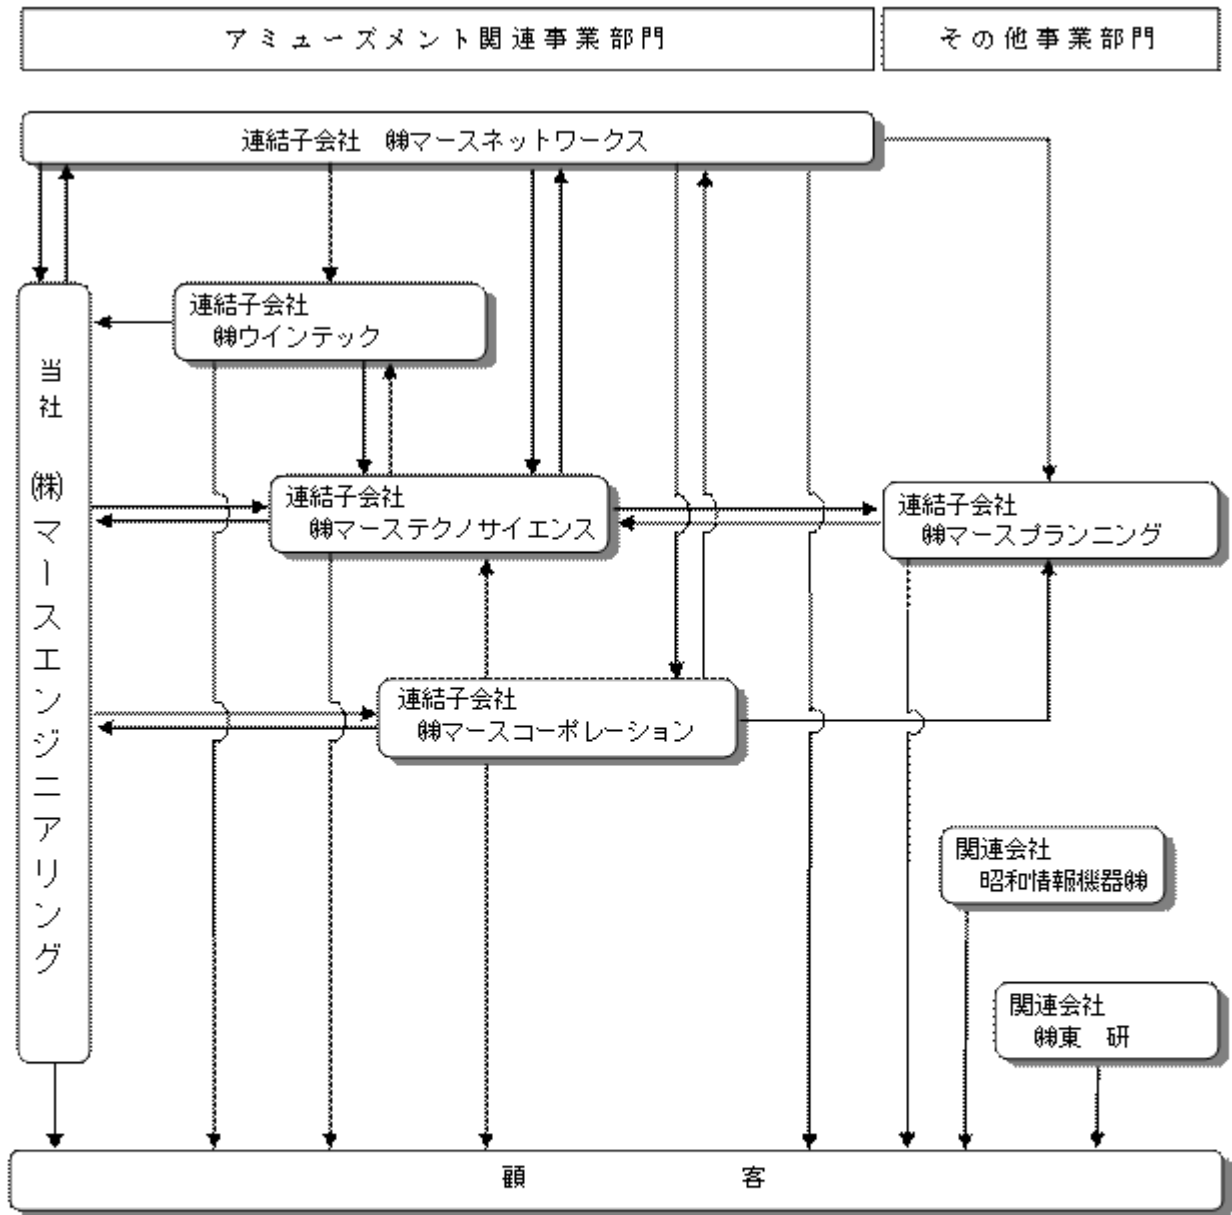 アミューズメント関連事業部門
その他事業部門
連結子会社　㈱マースネットワークス
連結子会社
㈱ウインテック
当社　㈱マースエンジニアリング
連結子会社
㈱マーステクノサイエンス
連結子会社
㈱マースプランニング
連結子会社
㈱マースコーポレーション
関連会社
昭和情報機器㈱
関連会社
㈱東　研
顧　客